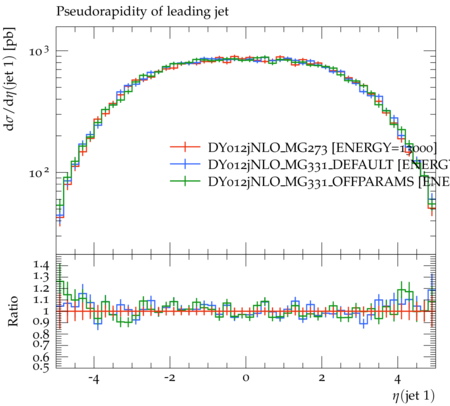 Pseudorapidity of leading jet
dσ/dη(jet 1) [pb]
10³
10²
DY012jNLO_MG273 [ENERGY=13000]
DY012jNLO_MG331_DEFAULT [ENERG
DY012jNLO_MG331_OFFPARAMS [ENE
Ratio
1.4
1.3
1.2
1.1
1
0.9
0.8
0.7
0.6
0.5
-4 -2 0 2 4
η(jet 1)